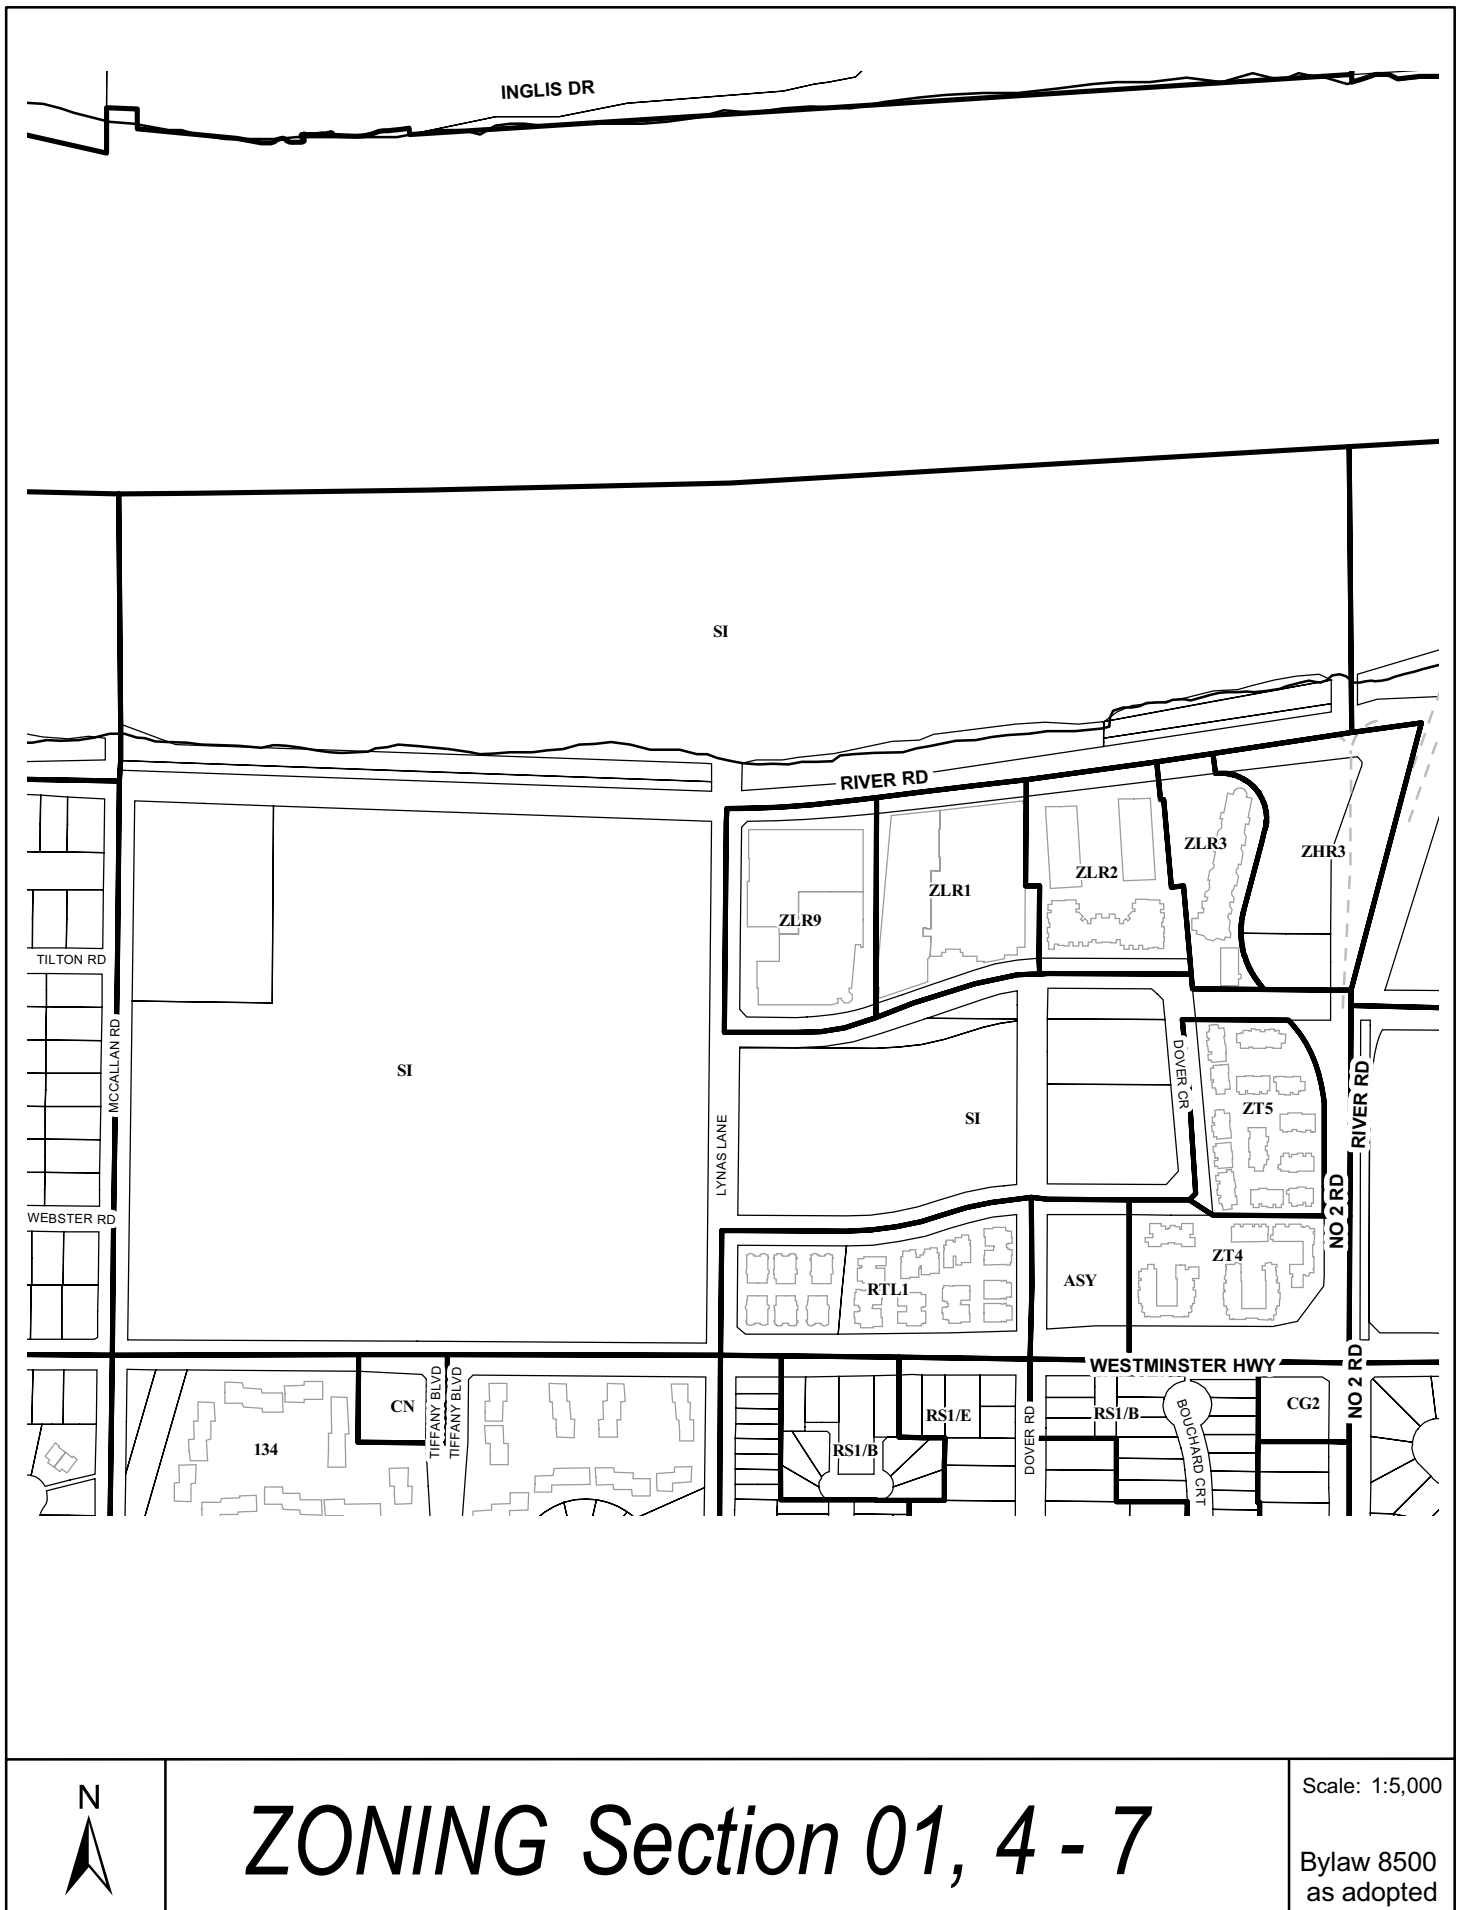 INGLIS DR
SI
RIVER RD
ZLR3
ZHR3
ZLR2
ZLR1
ZLR9
TILTON RD
MCCALLAN RD
SI
DOVER CR
RIVER RD
ZT5
SI
LYNAS LANE
WEBSTER RD
NO 2 RD
ZT4
ASY
RTL1
WESTMINSTER HWY
NO 2 RD
TIFFANY BLVD
TIFFANY BLVD
CN
134
RS1/B
RS1/E
DOVER RD
RS1/B
BOUCHARD CRT
CG2
N
ZONING Section 01, 4 - 7
Scale: 1:5,000
Bylaw 8500
as adopted